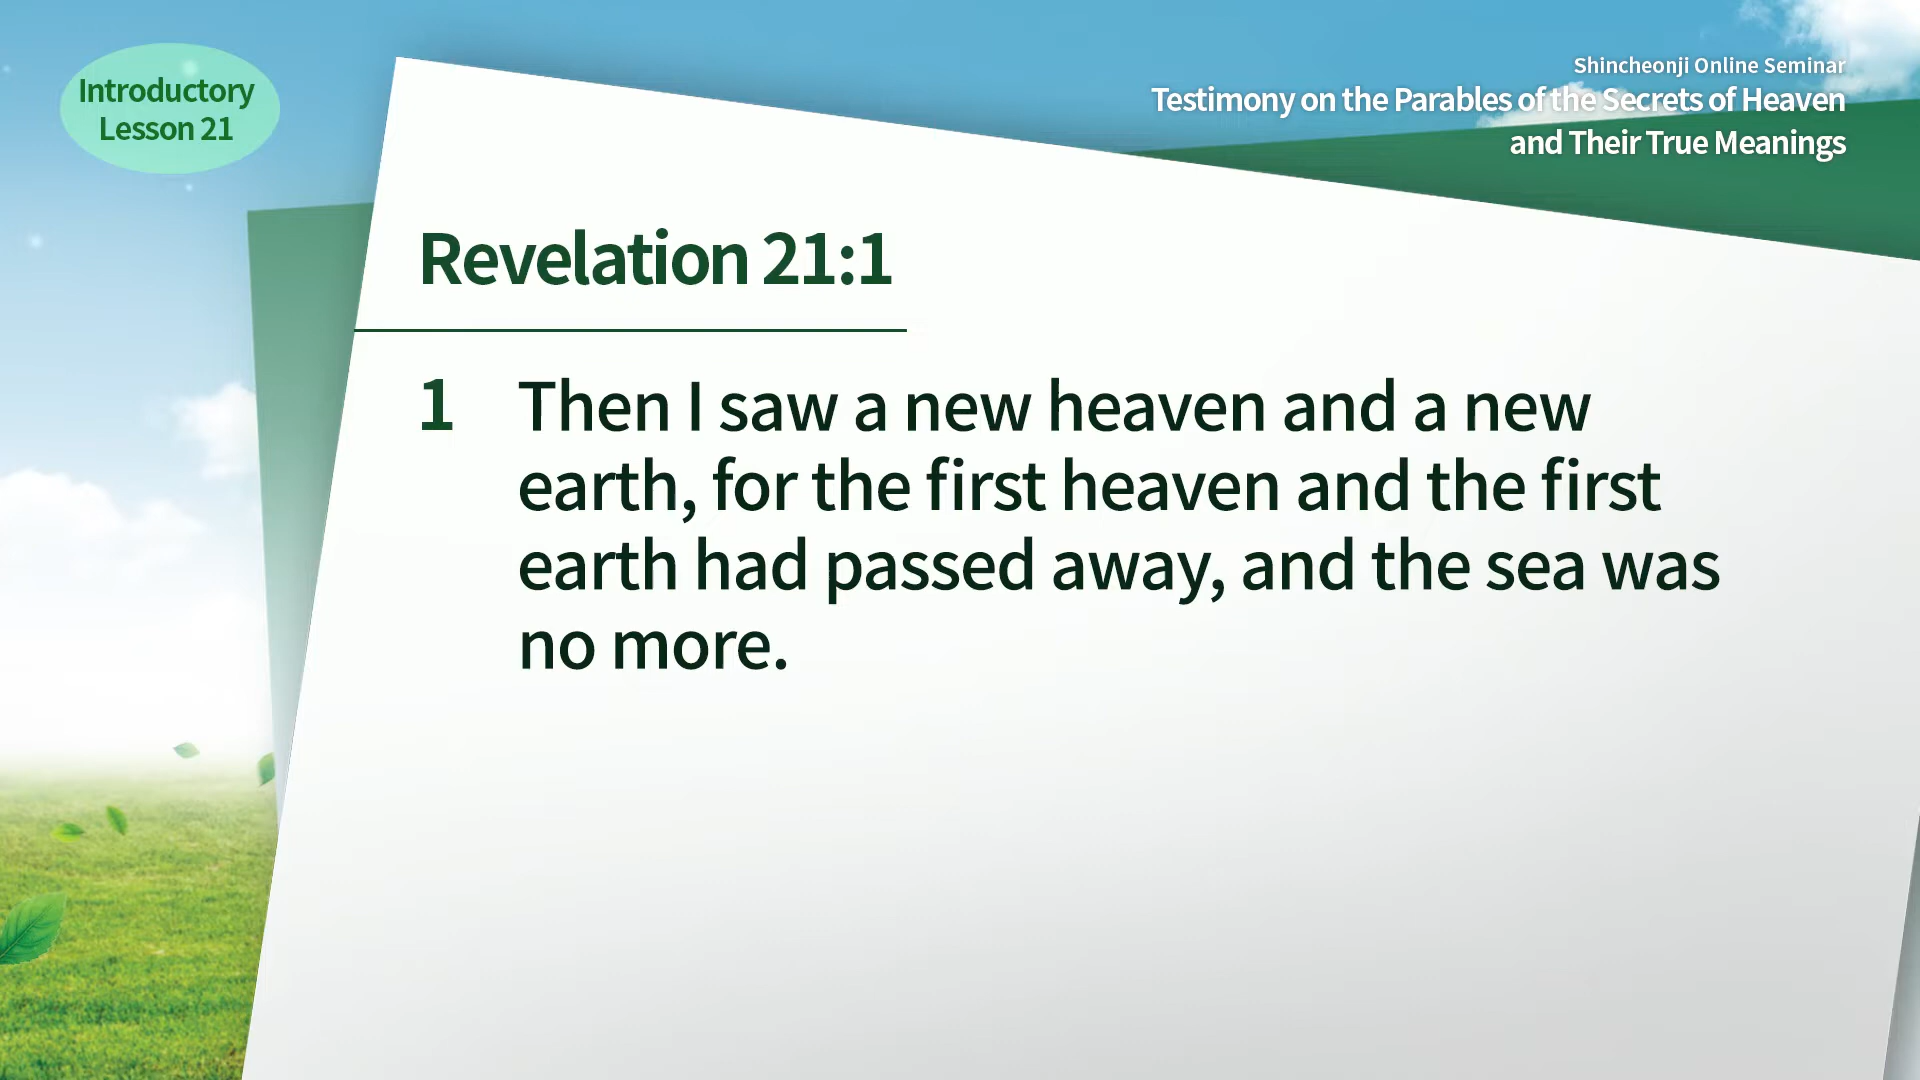 Introductory
Lesson 21
Shincheonji Online Seminar
Testimony on the Parables of the Secrets of Heaven
and Their True Meanings
Revelation 21:1
1 Then I saw a new heaven and a new
earth, for the first heaven and the first
earth had passed away, and the sea was
no more.